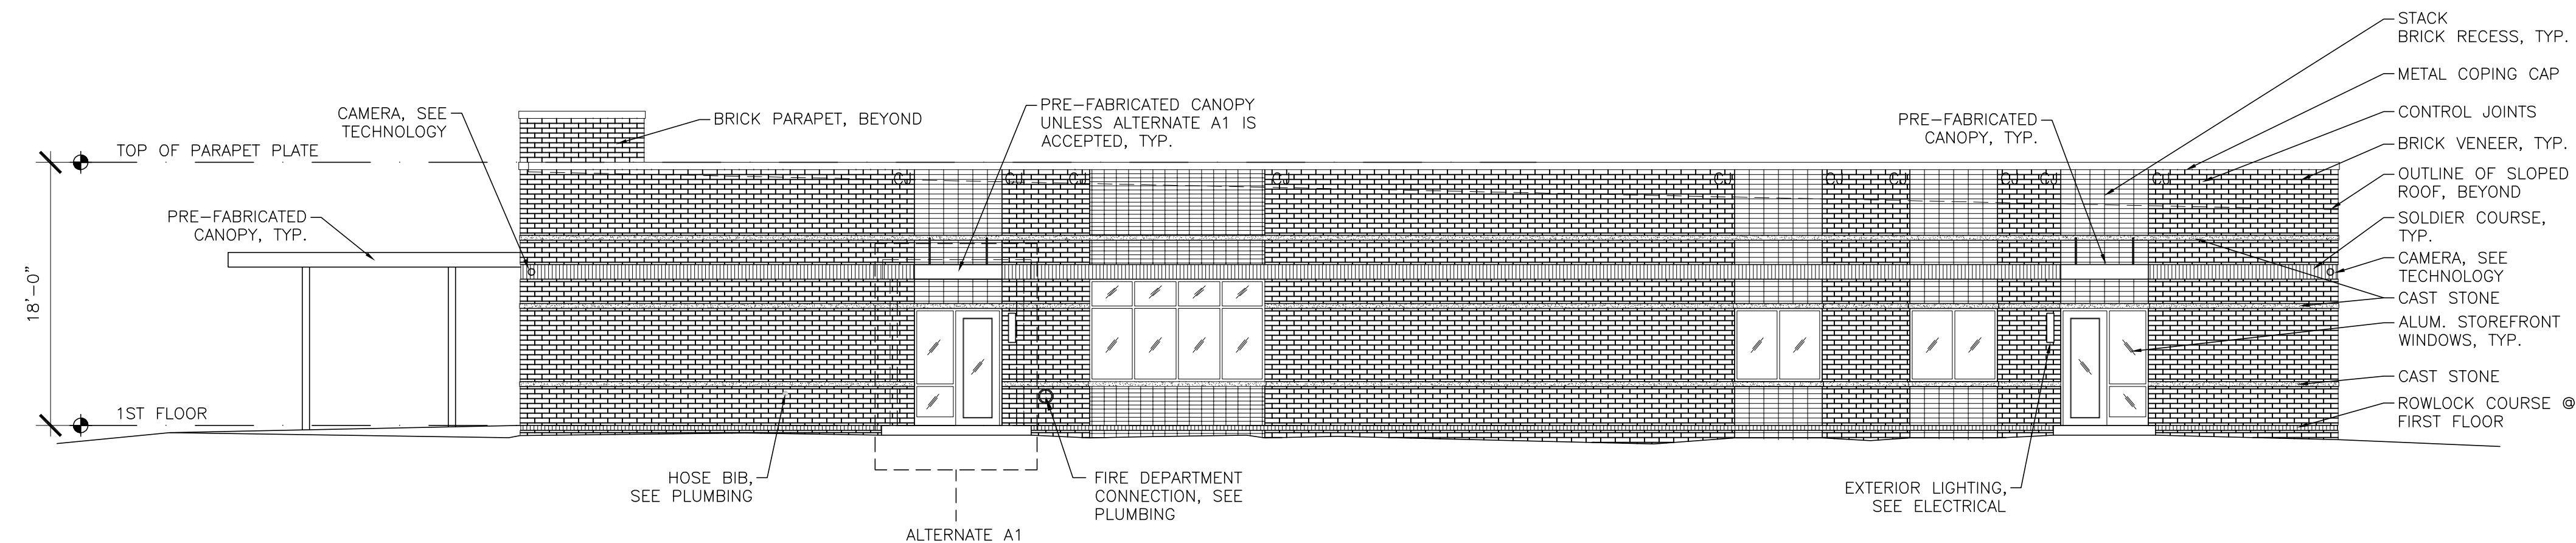 STACK
BRICK RECESS, TYP.
METAL COPING CAP
CONTROL JOINTS
BRICK VENEER, TYP.
OUTLINE OF SLOPED
ROOF, BEYOND
SOLDIER COURSE,
TYP.
CAMERA, SEE
TECHNOLOGY
CAST STONE
ALUM. STOREFRONT
WINDOWS, TYP.
CAST STONE
ROWLOCK COURSE @
FIRST FLOOR
CAMERA, SEE
TECHNOLOGY
BRICK PARAPET, BEYOND
PRE-FABRICATED CANOPY
UNLESS ALTERNATE A1 IS
ACCEPTED, TYP.
PRE-FABRICATED
CANOPY, TYP.
TOP OF PARAPET PLATE
PRE-FABRICATED
CANOPY, TYP.
18'-0"
1ST FLOOR
CJ
CJ
CJ
CJ
CJ
CJ
CJ
CJ
CJ
CJ
HOSE BIB,
SEE PLUMBING
FIRE DEPARTMENT
CONNECTION, SEE
PLUMBING
ALTERNATE A1
EXTERIOR LIGHTING,
SEE ELECTRICAL